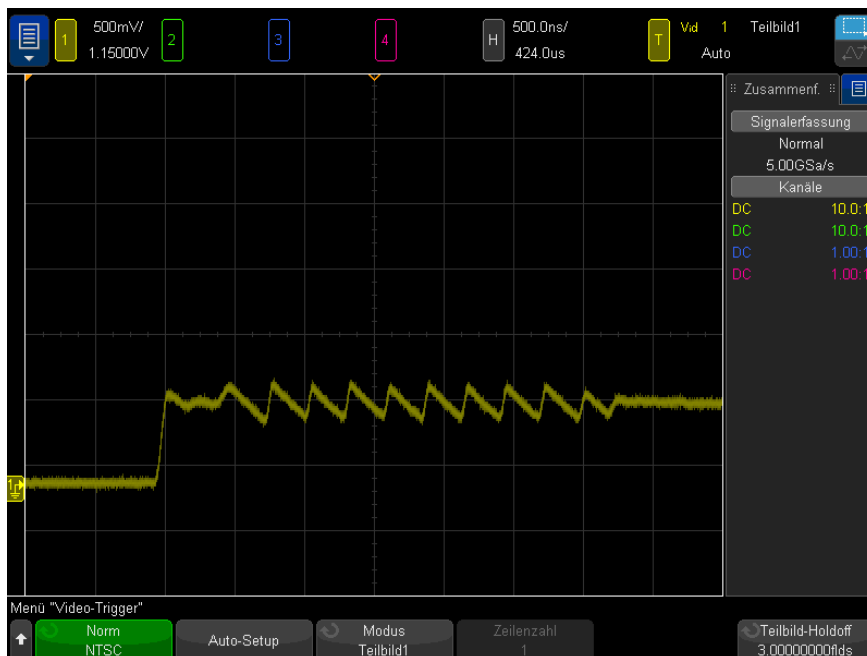 1
500mV/
1.15000V
2
3
4
H
500.0ns/
424.0us
T
Vid 1
Teilbild1
Auto
Zusammenf.
Signalerfassung
Normal
5.00GSa/s
Kanäle
DC 10.0:1
DC 10.0:1
DC 1.00:1
DC 1.00:1
1
Menü "Video-Trigger"
Norm
NTSC
Auto-Setup
Modus
Teilbild1
Zeilenzahl
1
Teilbild-Holdoff
3.00000000flds